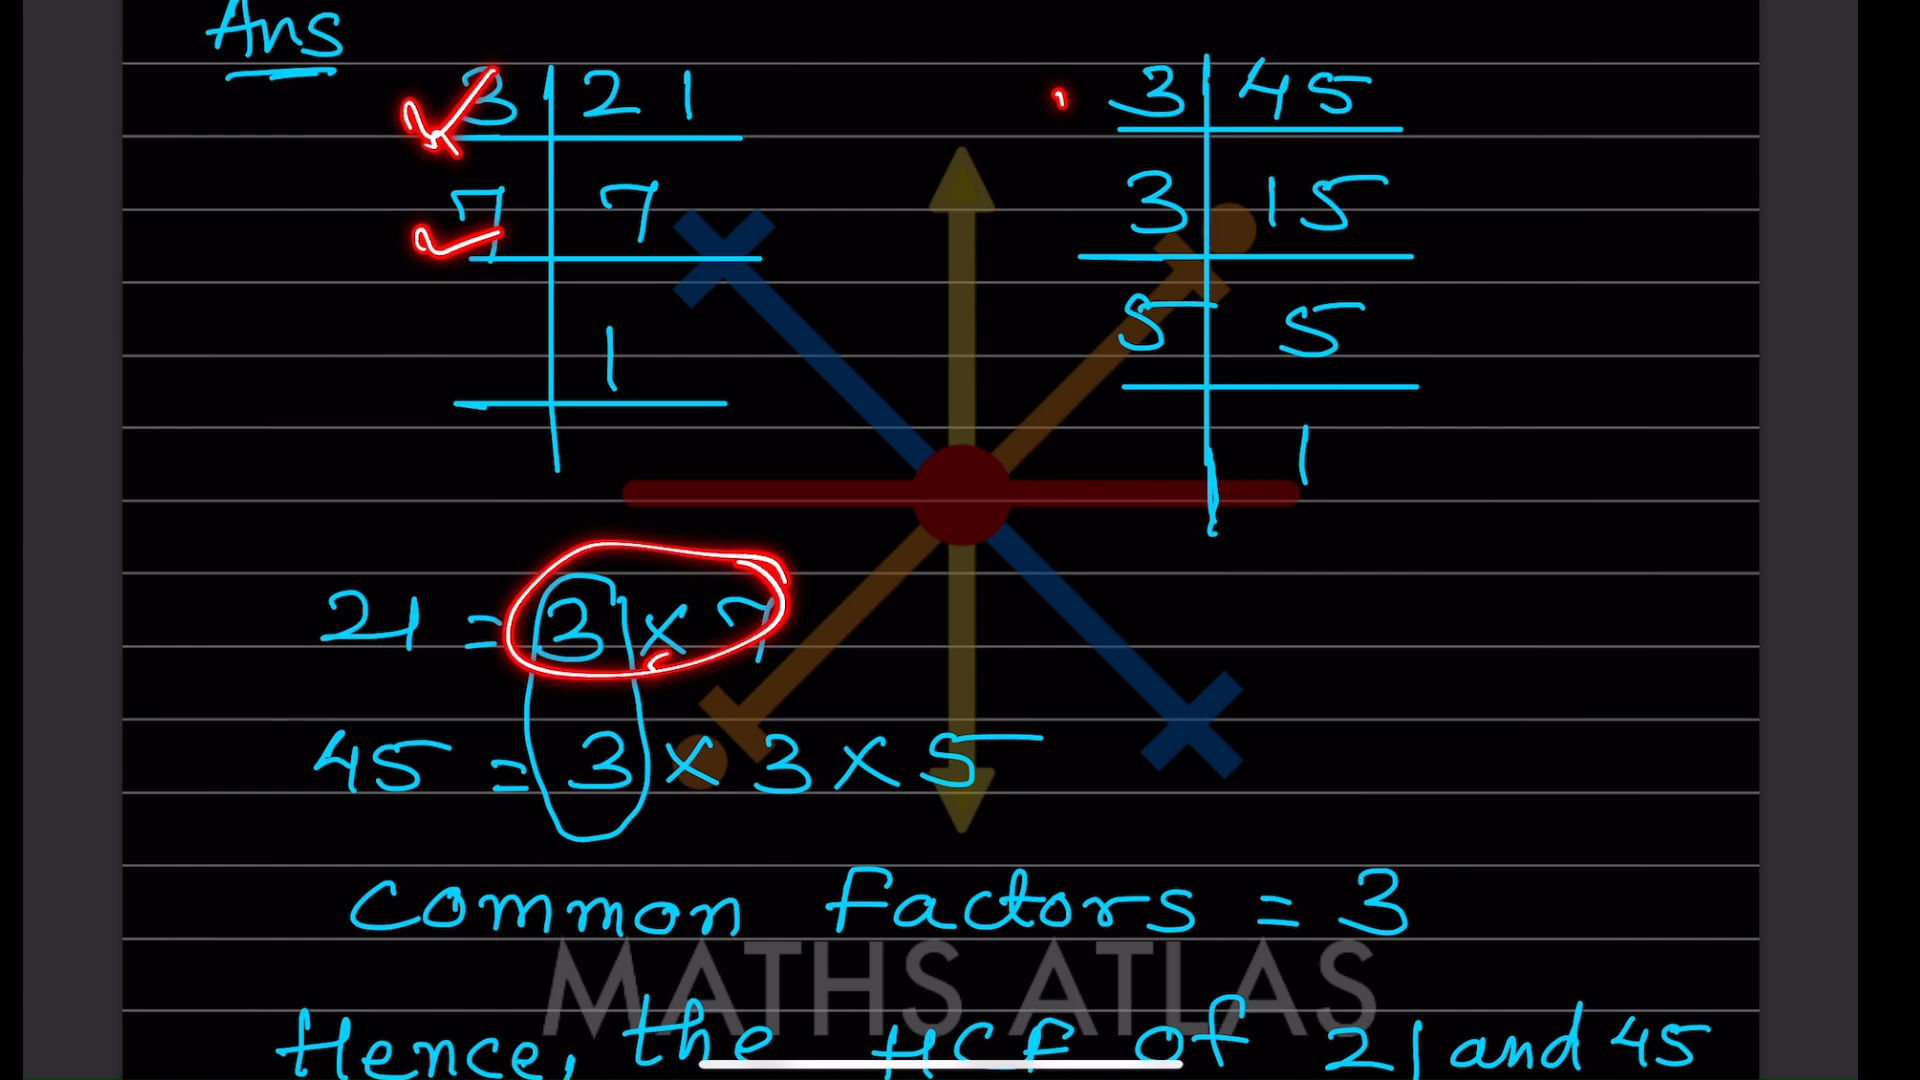 Ans
3 | 21
7 | 7
1
3 | 45
3 | 15
5 | 5
1
21 = 3 × 7
45 = 3 × 3 × 5
Common Factors = 3
MATHS ATLAS
Hence, the HCF of 21 and 45